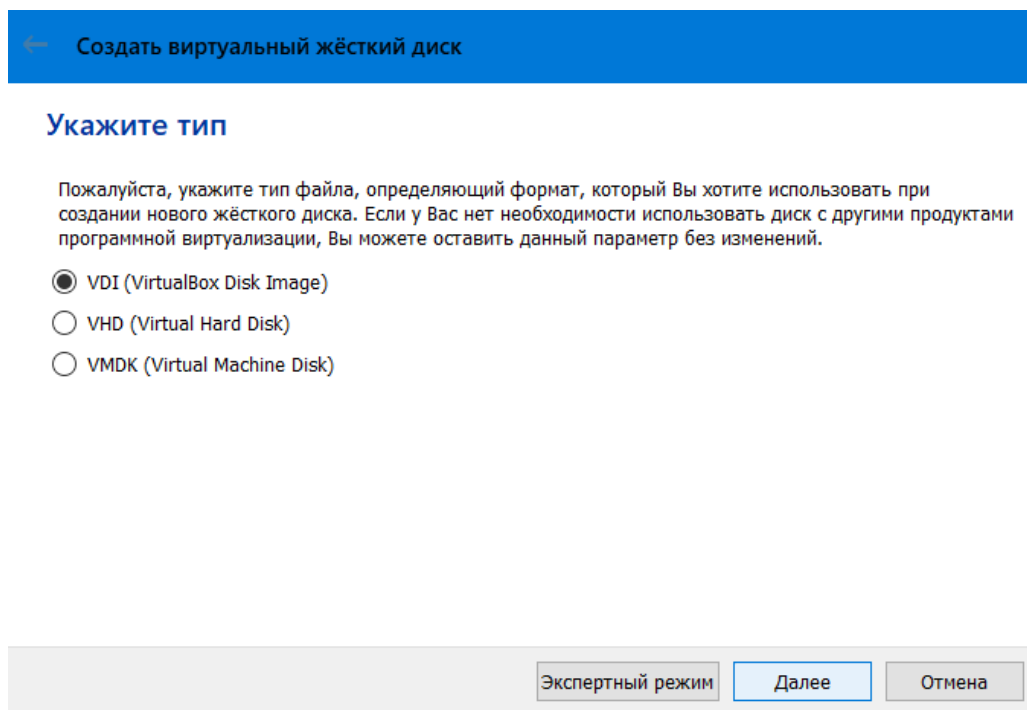 Создать виртуальный жёсткий диск
Укажите тип
Пожалуйста, укажите тип файла, определяющий формат, который Вы хотите использовать при
создании нового жёсткого диска. Если у Вас нет необходимости использовать диск с другими продуктами
программной виртуализации, Вы можете оставить данный параметр без изменений.
VDI (VirtualBox Disk Image)
VHD (Virtual Hard Disk)
VMDK (Virtual Machine Disk)
Экспертный режим Далее Отмена